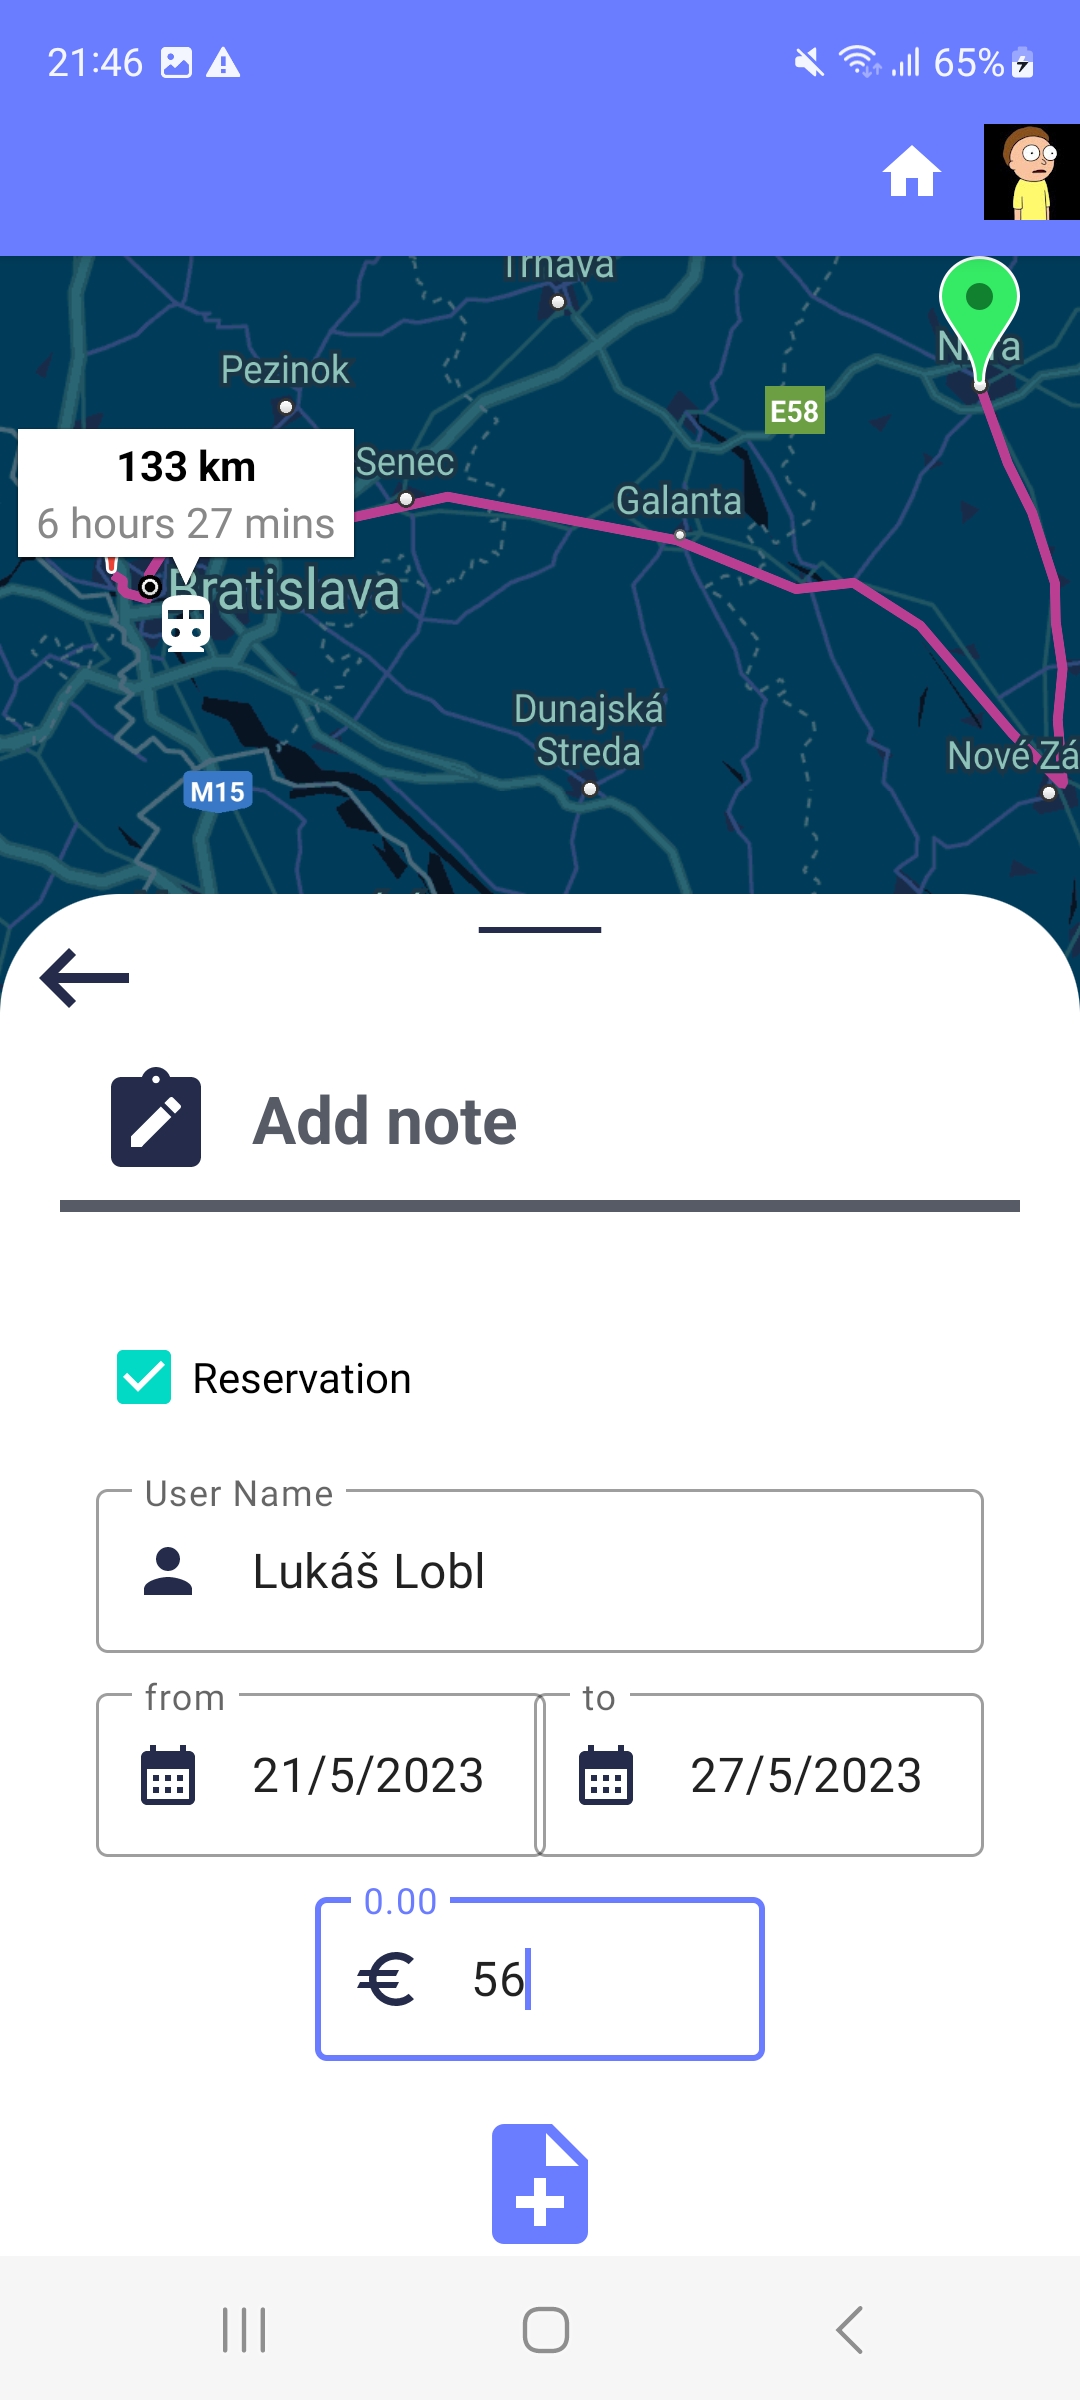 21:46
65%
Trnava
Pezinok
E58
133 km
6 hours 27 mins
Senec
Galanta
Bratislava
Dunajská
Streda
Nové Zá
M15
Add note
Reservation
User Name
Lukáš Lobl
from
21/5/2023
to
27/5/2023
0.00
€ 56